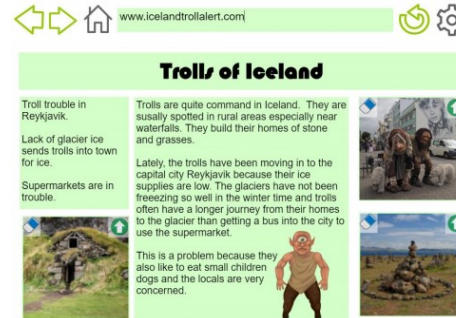 www.icelandtrollalert.com
Trolls of Iceland
Troll trouble in
Reykjavik.
Lack of glacier ice
sends trolls into town
for ice.
Supermarkets are in
trouble.
Trolls are quite command in Iceland. They are
susally spotted in rural areas especially near
waterfalls. They build their homes of stone
and grasses.
Lately, the trolls have been moving in to the
capital city Reykjavik because their ice
supplies are low. The glaciers have not been
freeezing so well in the winter time and trolls
often have a longer journey from their homes
to the glacier than getting a bus into the city to
use the supermarket.
This is a problem because they
also like to eat small children
dogs and the locals are very
concerned.